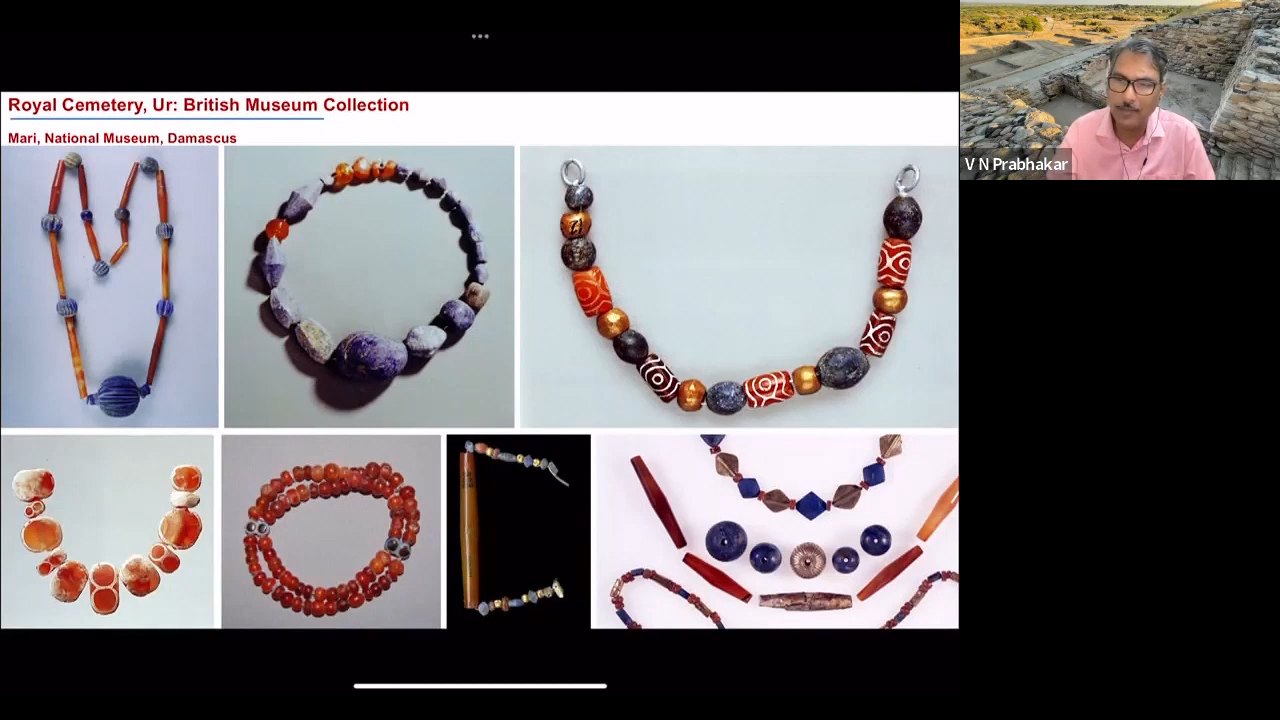 Royal Cemetery, Ur: British Museum Collection
Mari, National Museum, Damascus
V N Prabhakar